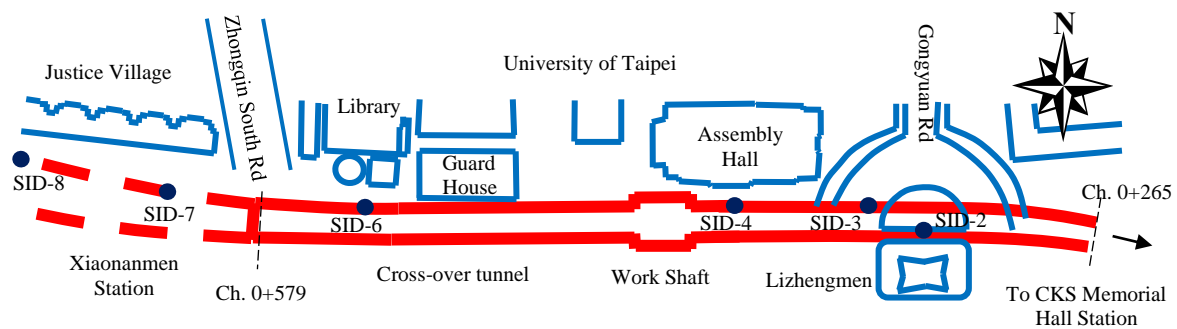 N
University of Taipei
Justice Village
Zhongqin South Rd
Gongyuan Rd
Library
Assembly
Hall
Guard
House
SID-8
SID-7
SID-6
SID-4
SID-3
SID-2
Ch. 0+265
Xiaonanmen
Station
Ch. 0+579
Cross-over tunnel
Work Shaft
Lizhengmen
To CKS Memorial
Hall Station